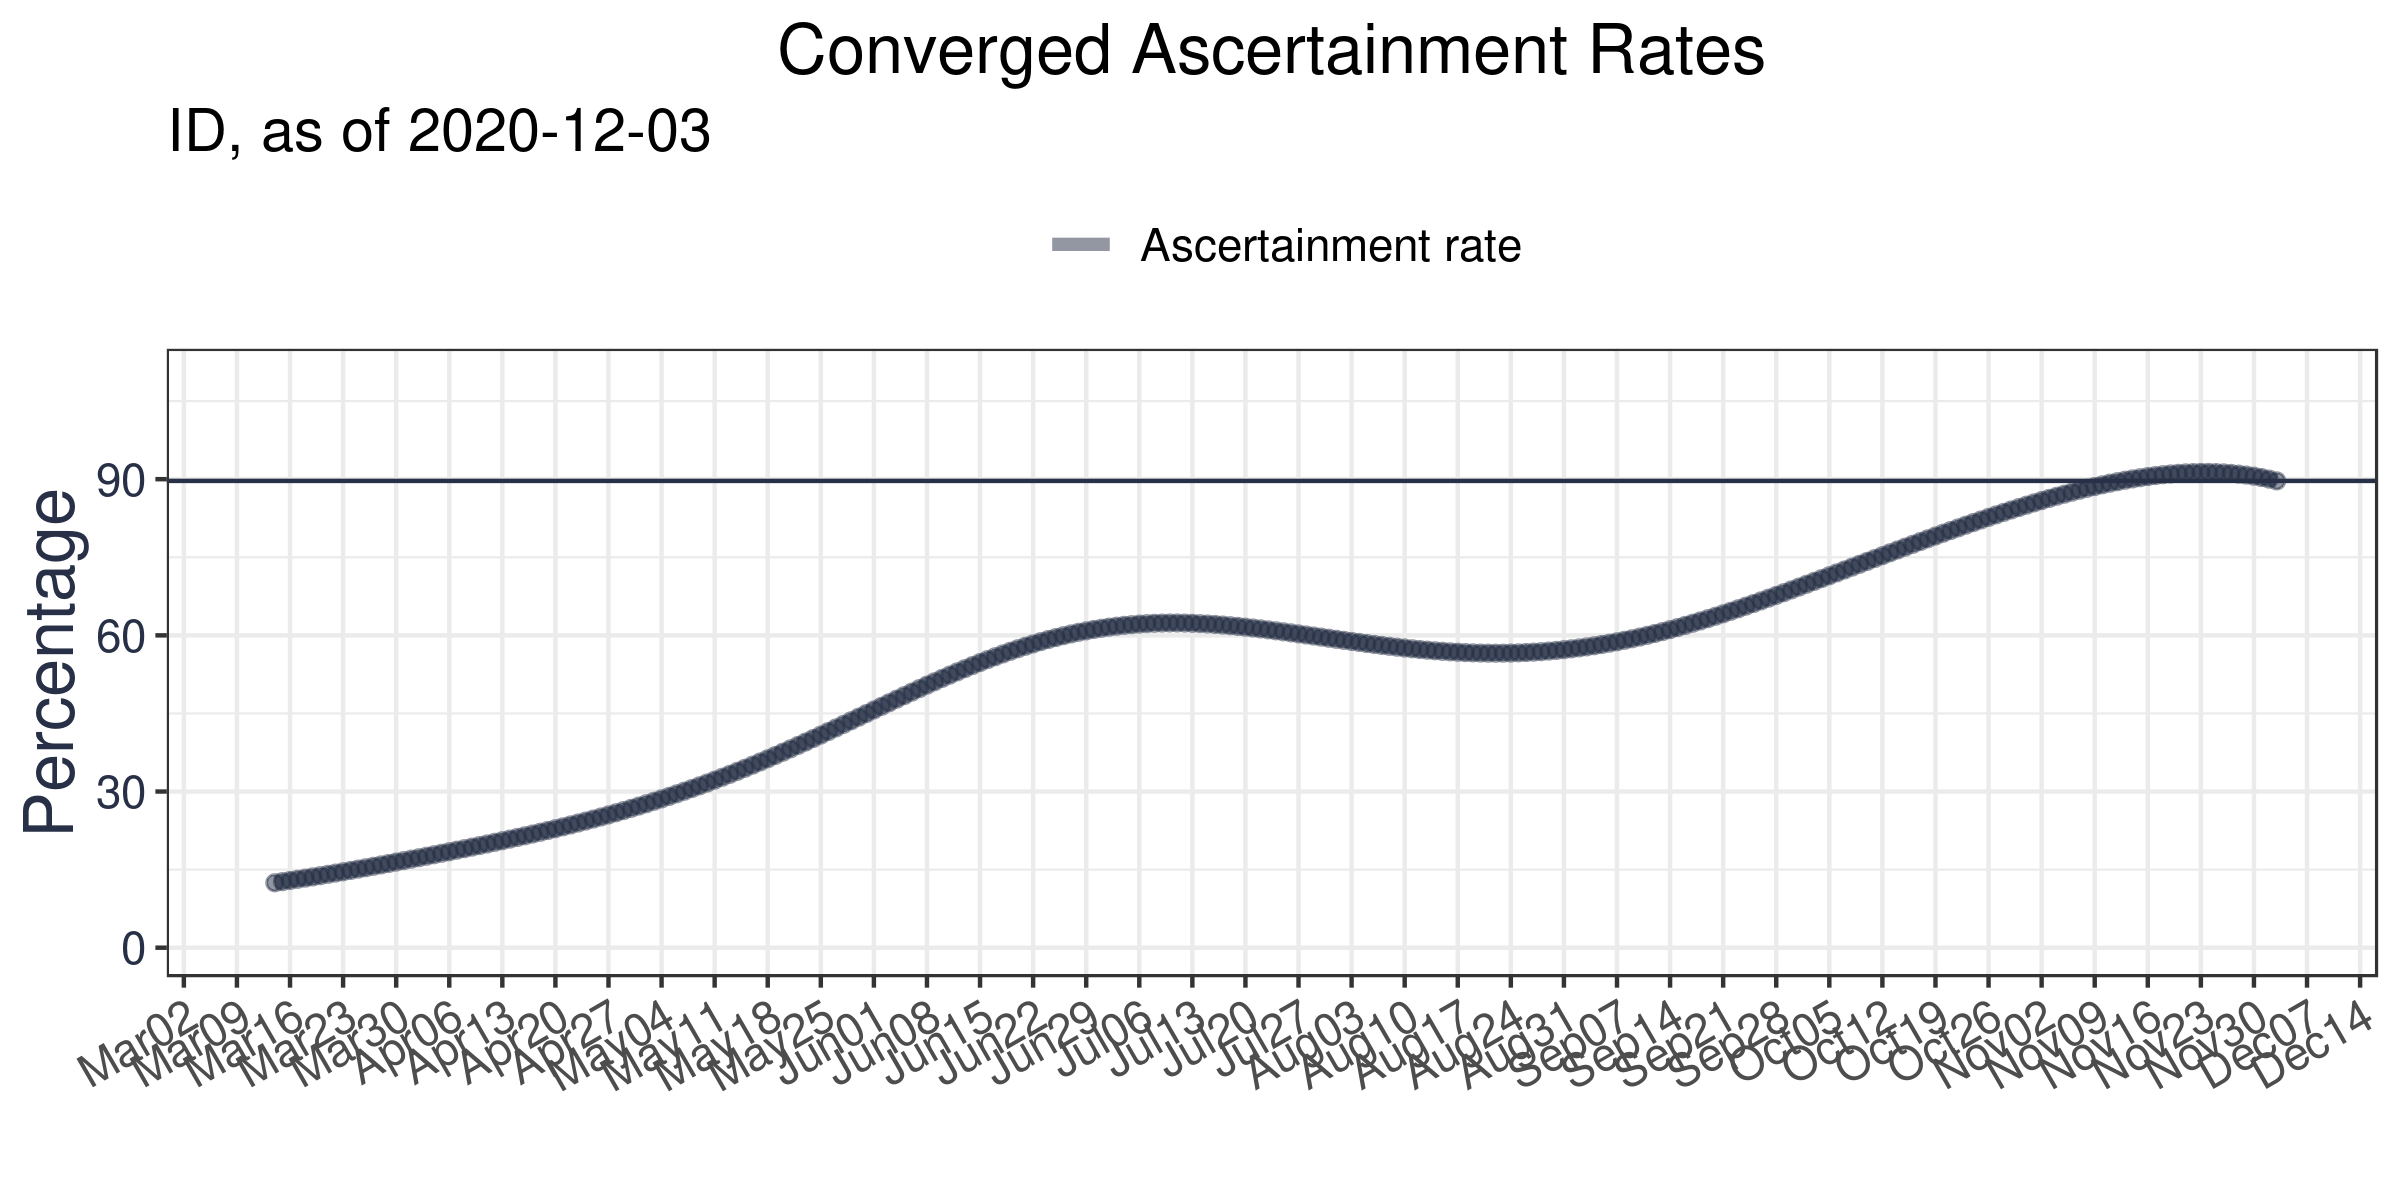 Converged Ascertainment Rates
ID, as of 2020-12-03
Ascertainment rate
Percentage
90
60
30
0
Mar02
Mar09
Mar16
Mar23
Mar30
Apr06
Apr13
Apr20
Apr27
May04
May11
May18
May25
Jun01
Jun08
Jun15
Jun22
Jun29
Jul06
Jul13
Jul20
Jul27
Aug03
Aug10
Aug17
Aug24
Aug31
Sep07
Sep14
Sep21
Sep28
Oct05
Oct12
Oct19
Oct26
Nov02
Nov09
Nov16
Nov23
Nov30
Dec07
Dec14